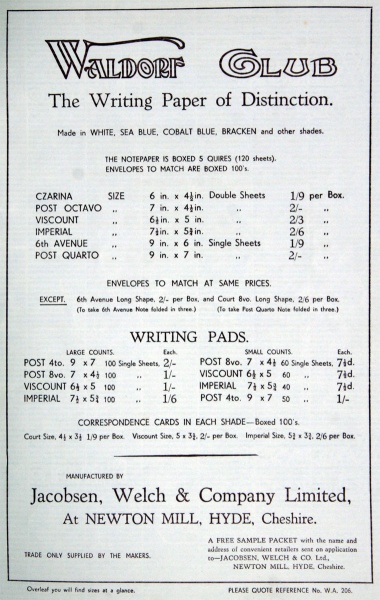 WALDORF CLUB
The Writing Paper of Distinction.
Made in WHITE, SEA BLUE, COBALT BLUE, BRACKEN and other shades.
THE NOTEPAPER IS BOXED 5 QUIRES (120 sheets).
ENVELOPES TO MATCH ARE BOXED 100's.
CZARINA SIZE 6 in. x 4½ in. Double Sheets 1/9 per Box.
POST OCTAVO ,, 7 in. x 4½ in. ,, 2/- ,,
VISCOUNT ,, 6½ in. x 5 in. ,, 2/3 ,,
IMPERIAL ,, 7½ in. x 5¾ in. ,, 2/6 ,,
6th AVENUE ,, 9 in. x 6 in. Single Sheets 1/9 ,,
POST QUARTO ,, 9 in. x 7 in. ,, 2/- ,,
ENVELOPES TO MATCH AT SAME PRICES.
EXCEPT. 6th Avenue Long Shape, 2/- per Box, and Court 8vo. Long Shape, 2/6 per Box.
(To take 6th Avenue Note folded in three.) (To take Post Quarto Note folded in three.)
WRITING PADS.
LARGE COUNTS. Each.
POST 4to. 9 x 7 100 Single Sheets, 2/-
POST 8vo. 7 x 4½ 100 ,, 1/-
VISCOUNT 6½ x 5 100 ,, 1/-
IMPERIAL 7½ x 5¾ 100 ,, 1/6
SMALL COUNTS. Each.
POST 8vo. 7 x 4½ 60 Single Sheets, 7½d.
VISCOUNT 6½ x 5 60 ,, 7½d.
IMPERIAL 7½ x 5¾ 40 ,, 7½d.
POST 4to. 9 x 7 50 ,, 1/-
CORRESPONDENCE CARDS IN EACH SHADE—Boxed 100's.
Court Size, 4½ x 3½ 1/9 per Box. Viscount Size, 5 x 3¾, 2/- per Box. Imperial Size, 5¾ x 3¾, 2/6 per Box.
MANUFACTURED BY
Jacobsen, Welch & Company Limited,
At NEWTON MILL, HYDE, Cheshire.
TRADE ONLY SUPPLIED BY THE MAKERS.
A FREE SAMPLE PACKET with the name and
address of convenient retailers sent on application
to—JACOBSEN, WELCH & CO. Ltd.,
NEWTON MILL, HYDE, Cheshire.
Overleaf you will find sizes at a glance.
PLEASE QUOTE REFERENCE No. W.A. 206.